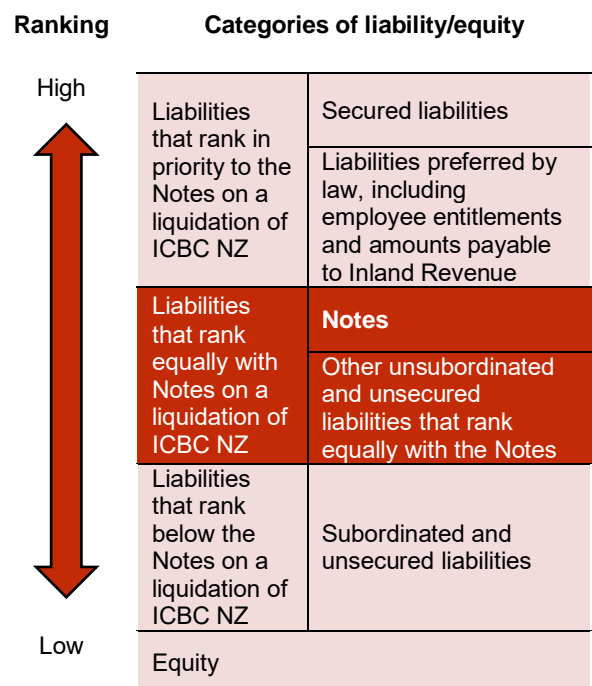 Ranking
Categories of liability/equity
High
Liabilities
that rank in
priority to the
Notes on a
liquidation of
ICBC NZ
Secured liabilities
Liabilities preferred by
law, including
employee entitlements
and amounts payable
to Inland Revenue
Liabilities
that rank
equally with
Notes on a
liquidation of
ICBC NZ
Notes
Other unsubordinated
and unsecured
liabilities that rank
equally with the Notes
Liabilities
that rank
below the
Notes on a
liquidation of
ICBC NZ
Subordinated and
unsecured liabilities
Low
Equity